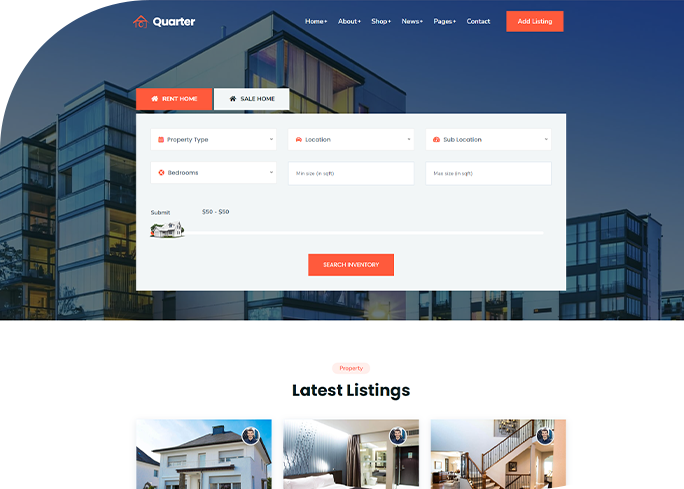 Quarter
Home+ About+ Shop+ News+ Pages+ Contact Add Listing
RENT HOME SALE HOME
Property Type Location Sub Location
Bedrooms Min size (in sqft) Max size (in sqft)
Submit $50 - $50
SEARCH INVENTORY
Property
Latest Listings